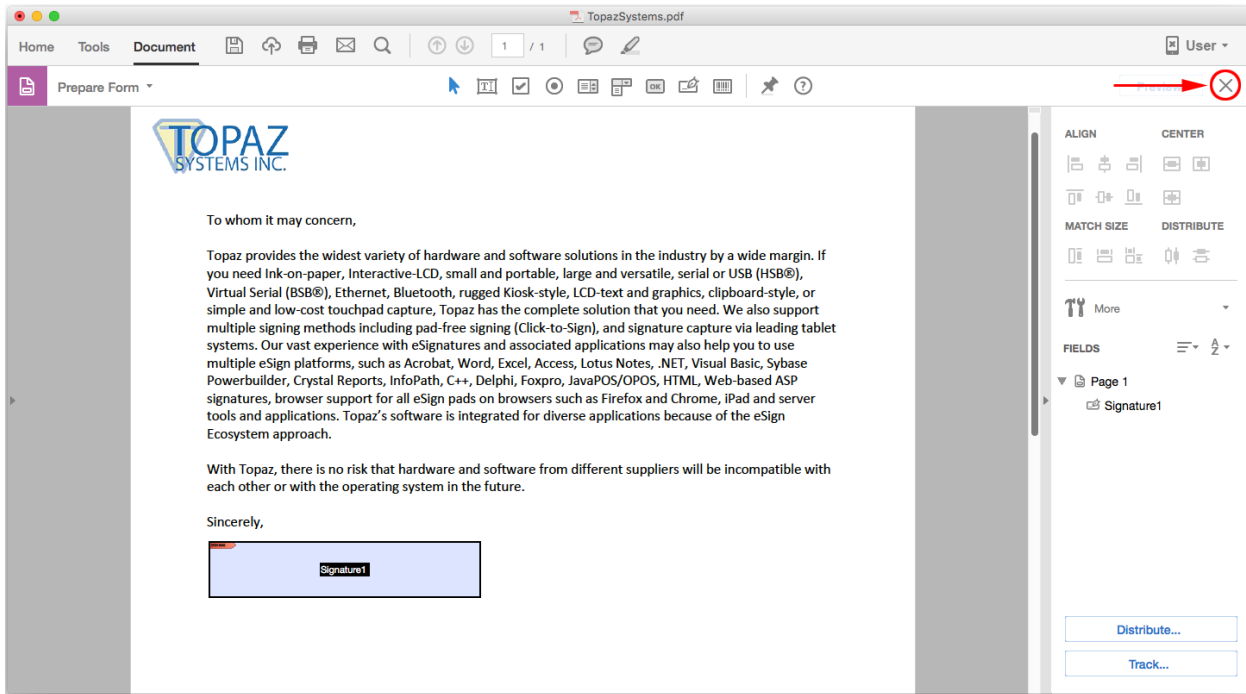 TopazSystems.pdf
Home Tools Document 1 / 1 User
Prepare Form OK ?
TOPAZ
SYSTEMS INC.
ALIGN CENTER
MATCH SIZE DISTRIBUTE
More
FIELDS A Z
Page 1
Signature1
To whom it may concern,
Topaz provides the widest variety of hardware and software solutions in the industry by a wide margin. If
you need Ink-on-paper, Interactive-LCD, small and portable, large and versatile, serial or USB (HSB®),
Virtual Serial (BSB®), Ethernet, Bluetooth, rugged Kiosk-style, LCD-text and graphics, clipboard-style, or
simple and low-cost touchpad capture, Topaz has the complete solution that you need. We also support
multiple signing methods including pad-free signing (Click-to-Sign), and signature capture via leading tablet
systems. Our vast experience with eSignatures and associated applications may also help you to use
multiple eSign platforms, such as Acrobat, Word, Excel, Access, Lotus Notes, .NET, Visual Basic, Sybase
Powerbuilder, Crystal Reports, InfoPath, C++, Delphi, Foxpro, JavaPOS/OPOS, HTML, Web-based ASP
signatures, browser support for all eSign pads on browsers such as Firefox and Chrome, iPad and server
tools and applications. Topaz’s software is integrated for diverse applications because of the eSign
Ecosystem approach.
With Topaz, there is no risk that hardware and software from different suppliers will be incompatible with
each other or with the operating system in the future.
Sincerely,
Signature1
Distribute...
Track...